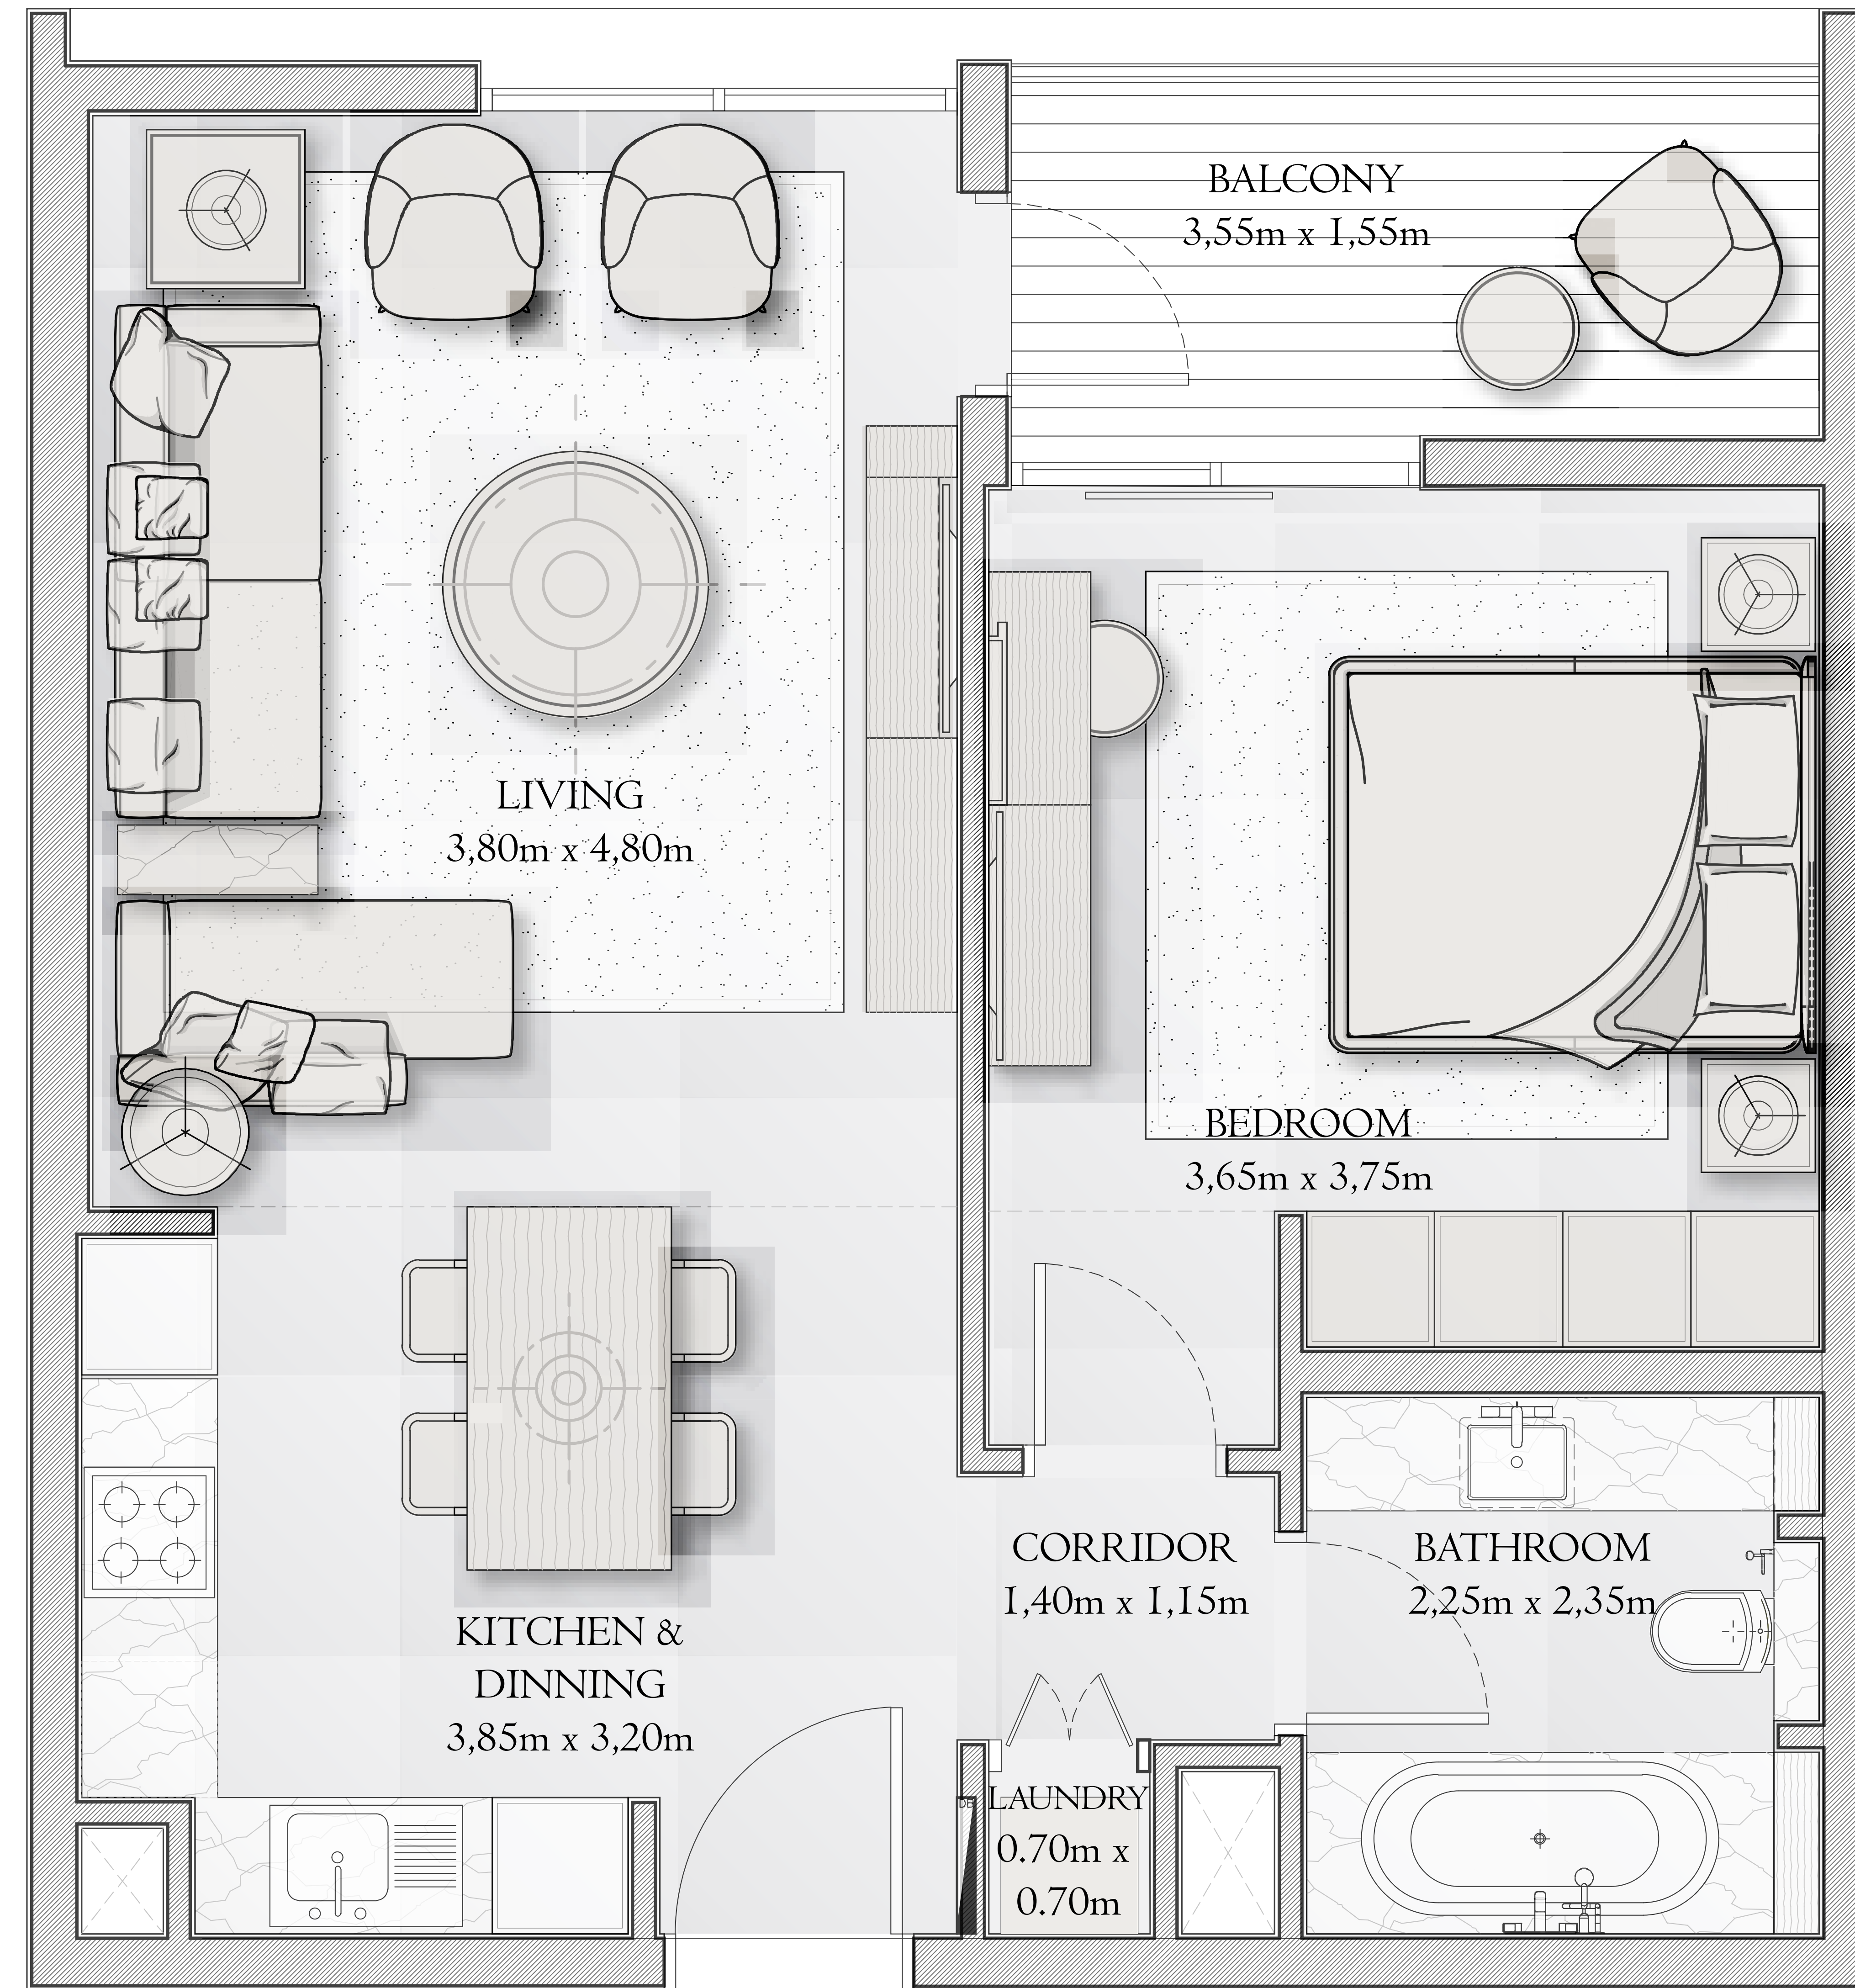 BALCONY
3,55m x 1,55m
LIVING
3,80m x 4,80m
BEDROOM
3,65m x 3,75m
CORRIDOR
1,40m x 1,15m
BATHROOM
2,25m x 2,35m
KITCHEN &
DINNING
3,85m x 3,20m
DB
LAUNDRY
0.70m x
0.70m